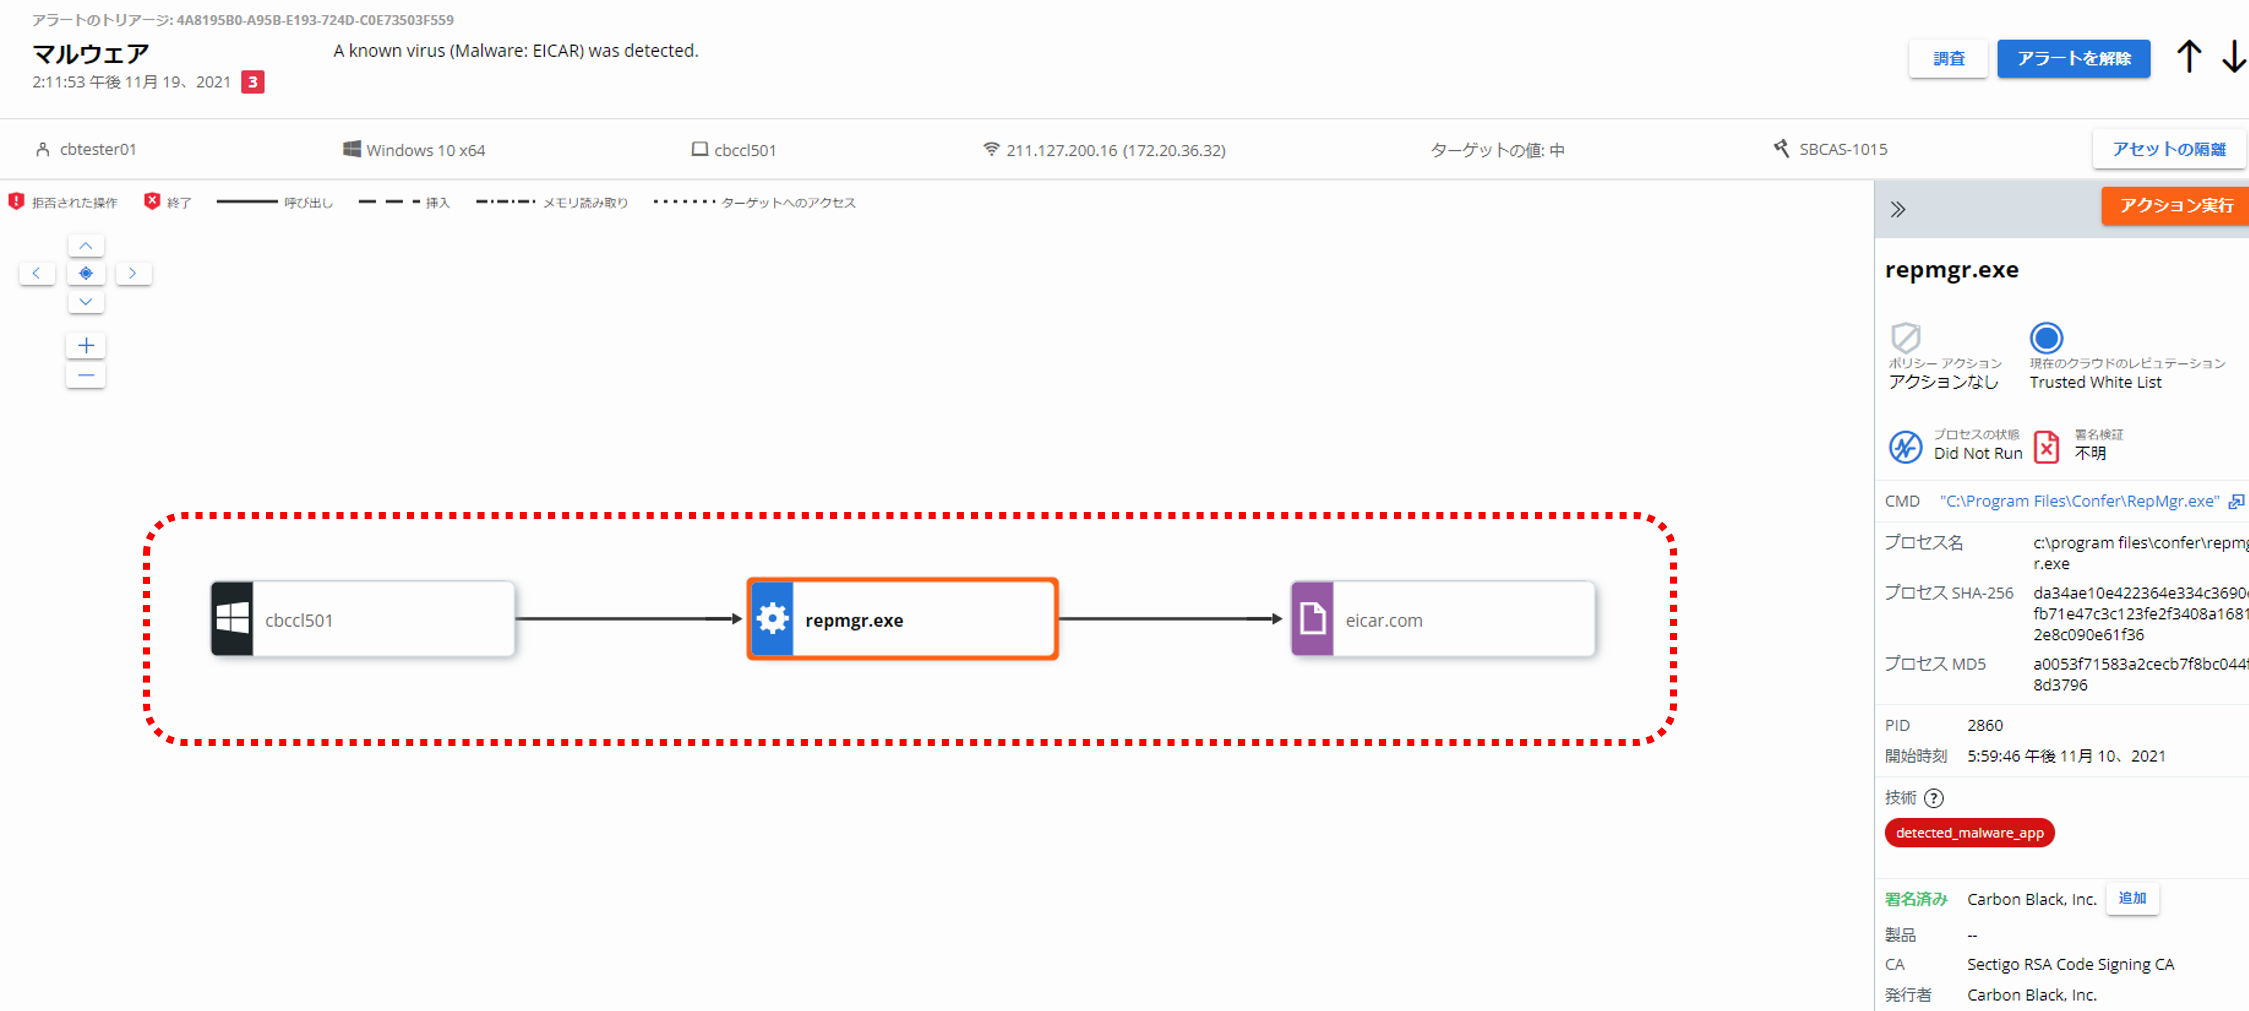 アラートのトリアージ: 4A8195B0-A95B-E193-724D-C0E73503F559
マルウェア
A known virus (Malware: EICAR) was detected.
2:11:53 午後 11月 19、2021 3
調査
アラートを解除
cbtester01
Windows 10 x64
cbccl501
211.127.200.16 (172.20.36.32)
ターゲットの値: 中
SBCAS-1015
アセットの隔離
拒否された操作
終了
呼び出し
挿入
メモリ読み取り
ターゲットへのアクセス
アクション実行
repmgr.exe
ポリシー アクション
アクションなし
現在のクラウドのレピュテーション
Trusted White List
プロセスの状態
Did Not Run
署名検証
不明
CMD "C:\Program Files\Confer\RepMgr.exe"
cbccl501
repmgr.exe
eicar.com
プロセス名 c:\program files\confer\repmg
r.exe
プロセス SHA-256 da34ae10e422364e334c3690
fb71e47c3c123fe2f3408a1681
2e8c090e61f36
プロセス MD5 a0053f71583a2cecb7f8bc044
8d3796
PID 2860
開始時刻 5:59:46 午後 11月 10、2021
技術 ?
detected_malware_app
署名済み Carbon Black, Inc. 追加
製品 --
CA Sectigo RSA Code Signing CA
発行者 Carbon Black, Inc.